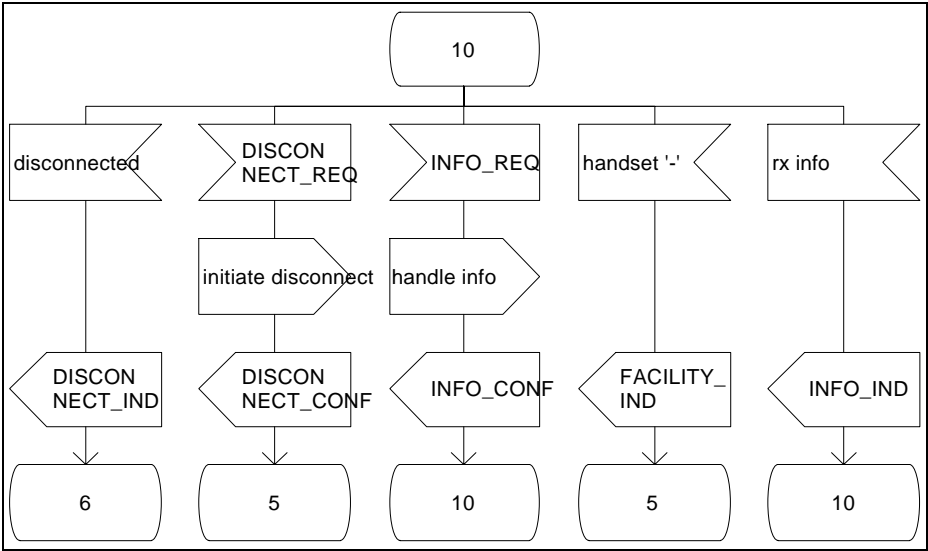 10
disconnected
DISCON
NECT_REQ
INFO_REQ
handset '-'
rx info
initiate disconnect
handle info
DISCON
NECT_IND
DISCON
NECT_CONF
INFO_CONF
FACILITY_
IND
INFO_IND
6
5
10
5
10